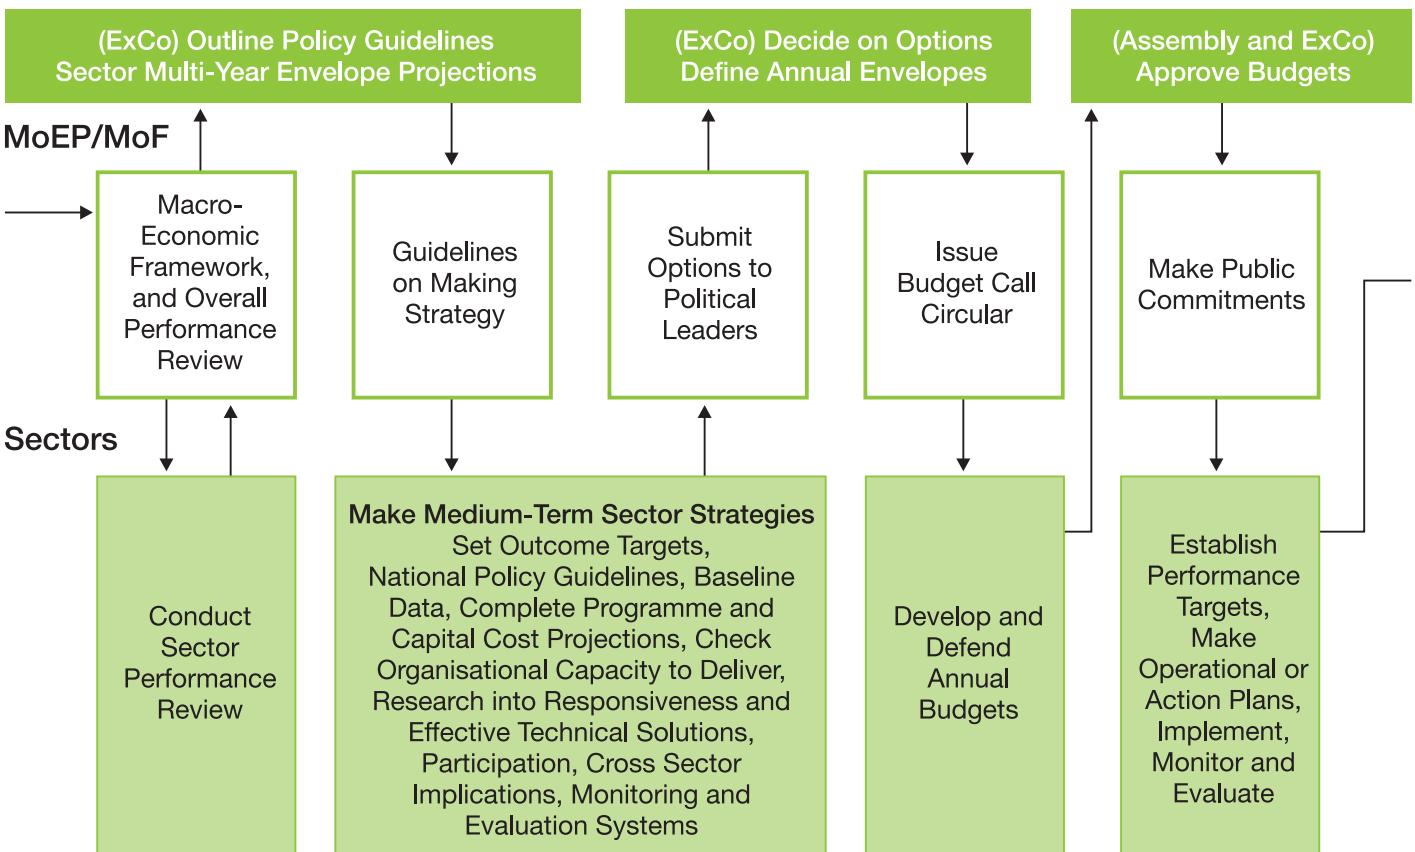 (ExCo) Outline Policy Guidelines
Sector Multi-Year Envelope Projections
(ExCo) Decide on Options
Define Annual Envelopes
(Assembly and ExCo)
Approve Budgets
MoEP/MoF
Macro-
Economic
Framework,
and Overall
Performance
Review
Guidelines
on Making
Strategy
Submit
Options to
Political
Leaders
Issue
Budget Call
Circular
Make Public
Commitments
Sectors
Conduct
Sector
Performance
Review
Make Medium-Term Sector Strategies
Set Outcome Targets,
National Policy Guidelines, Baseline
Data, Complete Programme and
Capital Cost Projections, Check
Organisational Capacity to Deliver,
Research into Responsiveness and
Effective Technical Solutions,
Participation, Cross Sector
Implications, Monitoring and
Evaluation Systems
Develop and
Defend
Annual
Budgets
Establish
Performance
Targets,
Make
Operational or
Action Plans,
Implement,
Monitor and
Evaluate